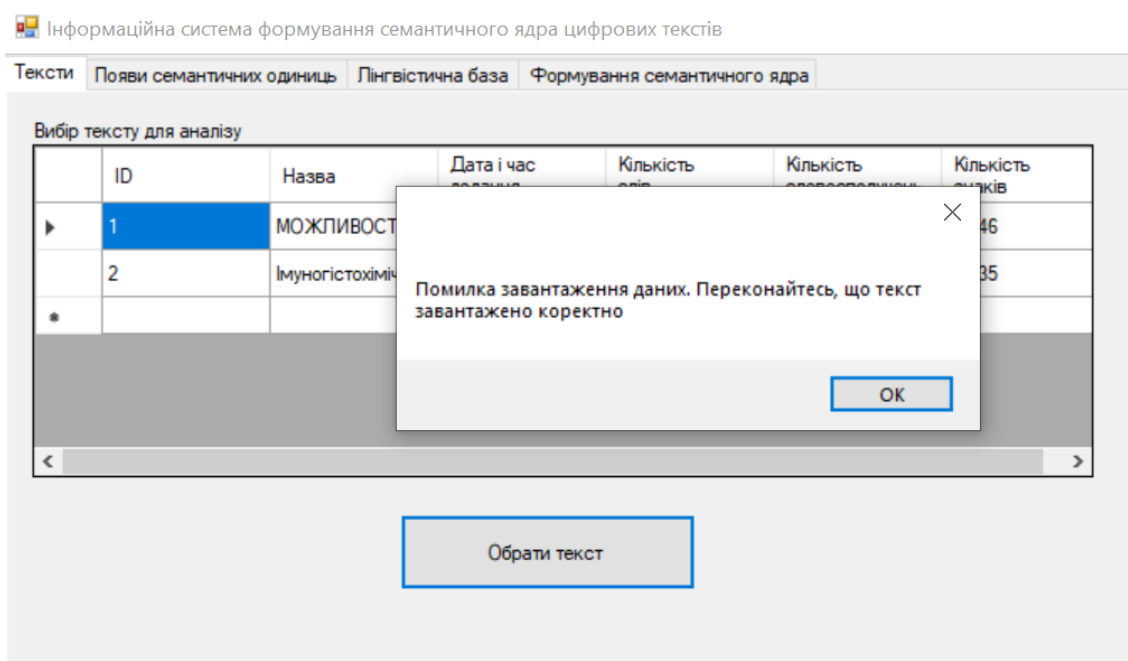 Інформаційна система формування семантичного ядра цифрових текстів
Тексти Появи семантичних одиниць Лінгвістична база Формування семантичного ядра
Вибір тексту для аналізу
ID Назва Дата і час Кількість Кількість Кількість
знаків
1 МОЖЛИВОСТ 46
2 Імуногістохіміч 35
Помилка завантаження даних. Переконайтесь, що текст
завантажено коректно
OK
Обрати текст